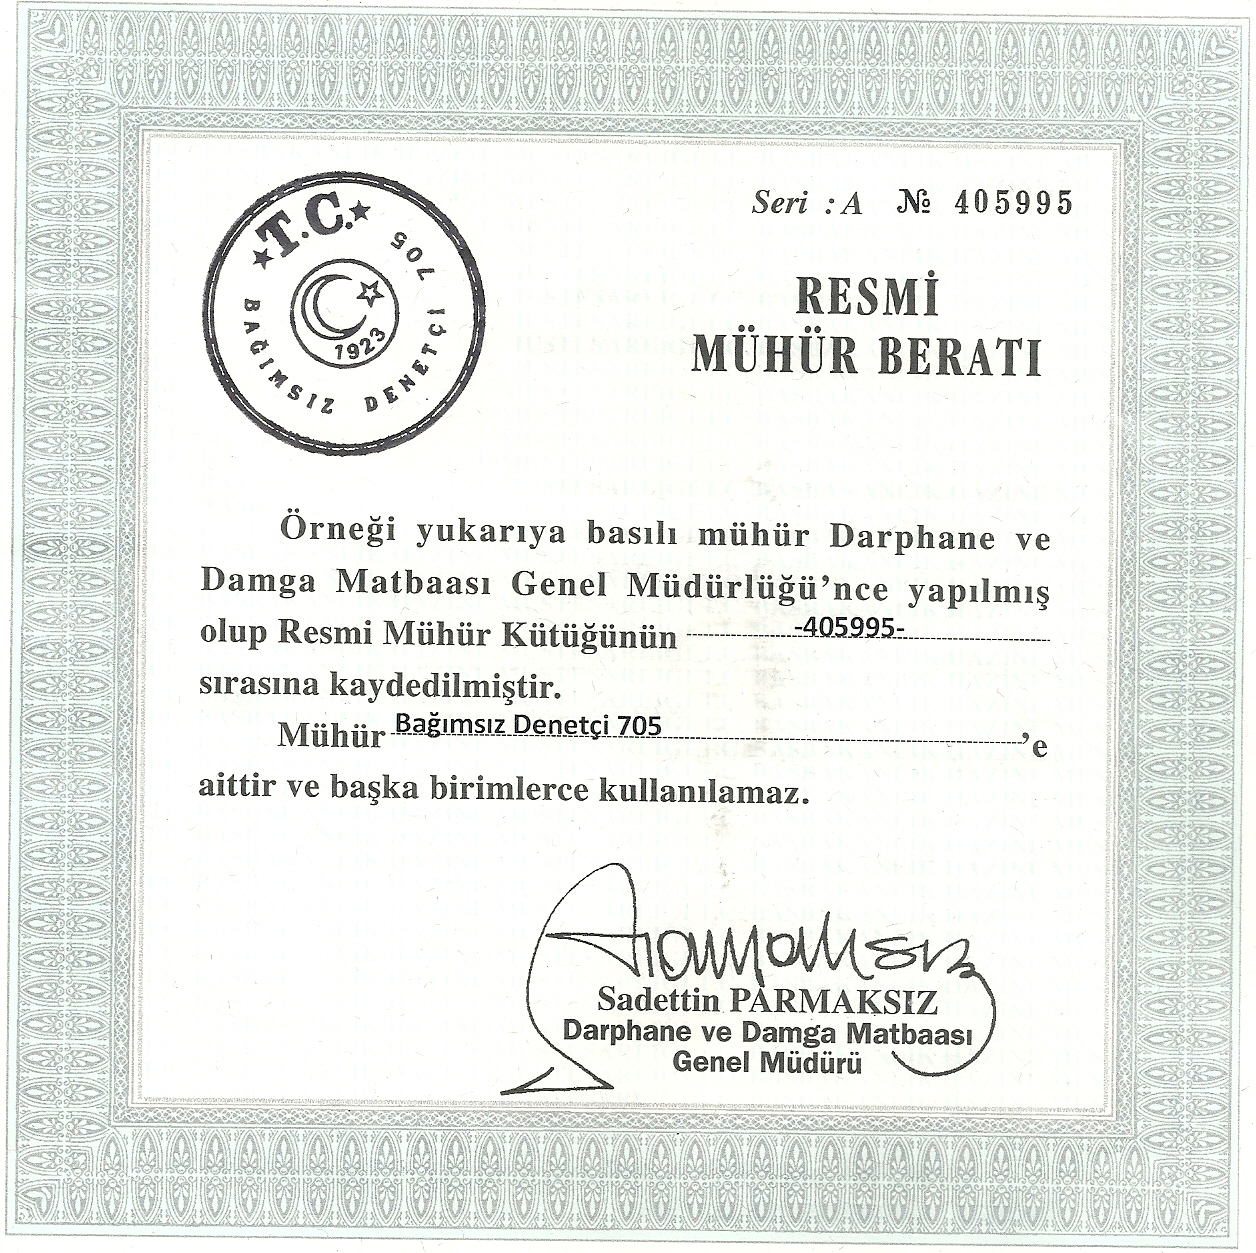 ★T.C.★
705
BAĞIMSIZ DENETÇİ
1923
Seri : A № 405995
RESMİ
MÜHÜR BERATI
Örneği yukarıya basılı mühür Darphane ve
Damga Matbaası Genel Müdürlüğü’nce yapılmış
olup Resmi Mühür Kütüğünün -405995-
sırasına kaydedilmiştir.
Mühür Bağımsız Denetçi 705 ’e
aittir ve başka birimlerce kullanılamaz.
Sadettin PARMAKSIZ
Darphane ve Damga Matbaası
Genel Müdürü